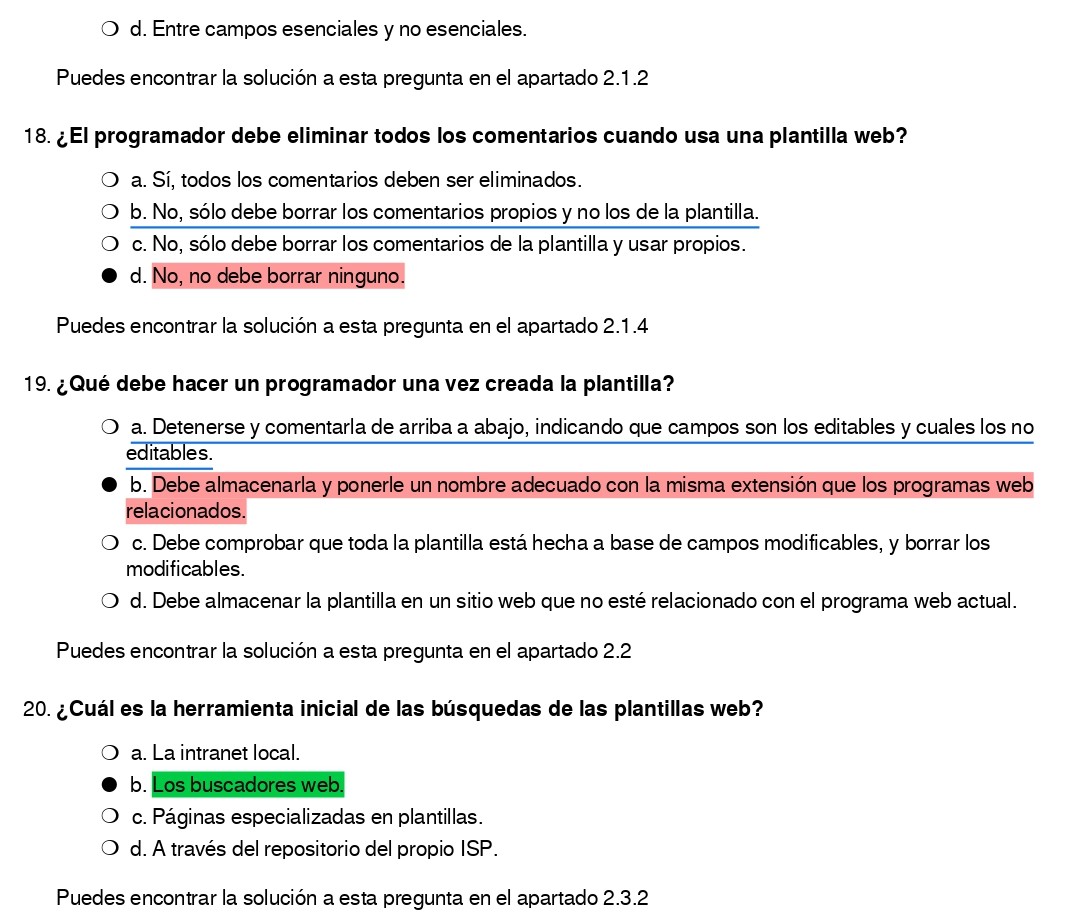 d. Entre campos esenciales y no esenciales.
Puedes encontrar la solución a esta pregunta en el apartado 2.1.2
18. ¿El programador debe eliminar todos los comentarios cuando usa una plantilla web?
a. Sí, todos los comentarios deben ser eliminados.
b. No, sólo debe borrar los comentarios propios y no los de la plantilla.
c. No, sólo debe borrar los comentarios de la plantilla y usar propios.
d. No, no debe borrar ninguno.
Puedes encontrar la solución a esta pregunta en el apartado 2.1.4
19. ¿Qué debe hacer un programador una vez creada la plantilla?
a. Detenerse y comentarla de arriba a abajo, indicando que campos son los editables y cuales los no
editables.
b. Debe almacenarla y ponerle un nombre adecuado con la misma extensión que los programas web
relacionados.
c. Debe comprobar que toda la plantilla está hecha a base de campos modificables, y borrar los
modificables.
d. Debe almacenar la plantilla en un sitio web que no esté relacionado con el programa web actual.
Puedes encontrar la solución a esta pregunta en el apartado 2.2
20. ¿Cuál es la herramienta inicial de las búsquedas de las plantillas web?
a. La intranet local.
b. Los buscadores web.
c. Páginas especializadas en plantillas.
d. A través del repositorio del propio ISP.
Puedes encontrar la solución a esta pregunta en el apartado 2.3.2